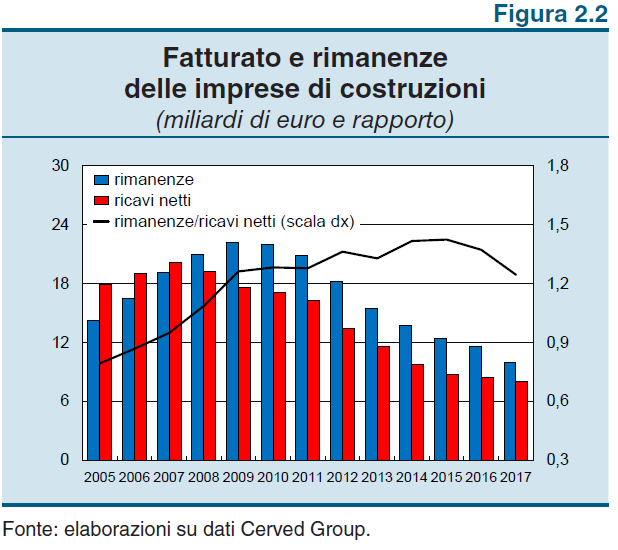 Figura 2.2
Fatturato e rimanenze
delle imprese di costruzioni
(miliardi di euro e rapporto)
30
24
18
12
6
0
rimanenze
ricavi netti
rimanenze/ricavi netti (scala dx)
1,8
1,5
1,2
0,9
0,6
0,3
2005 2006 2007 2008 2009 2010 2011 2012 2013 2014 2015 2016 2017
Fonte: elaborazioni su dati Cerved Group.